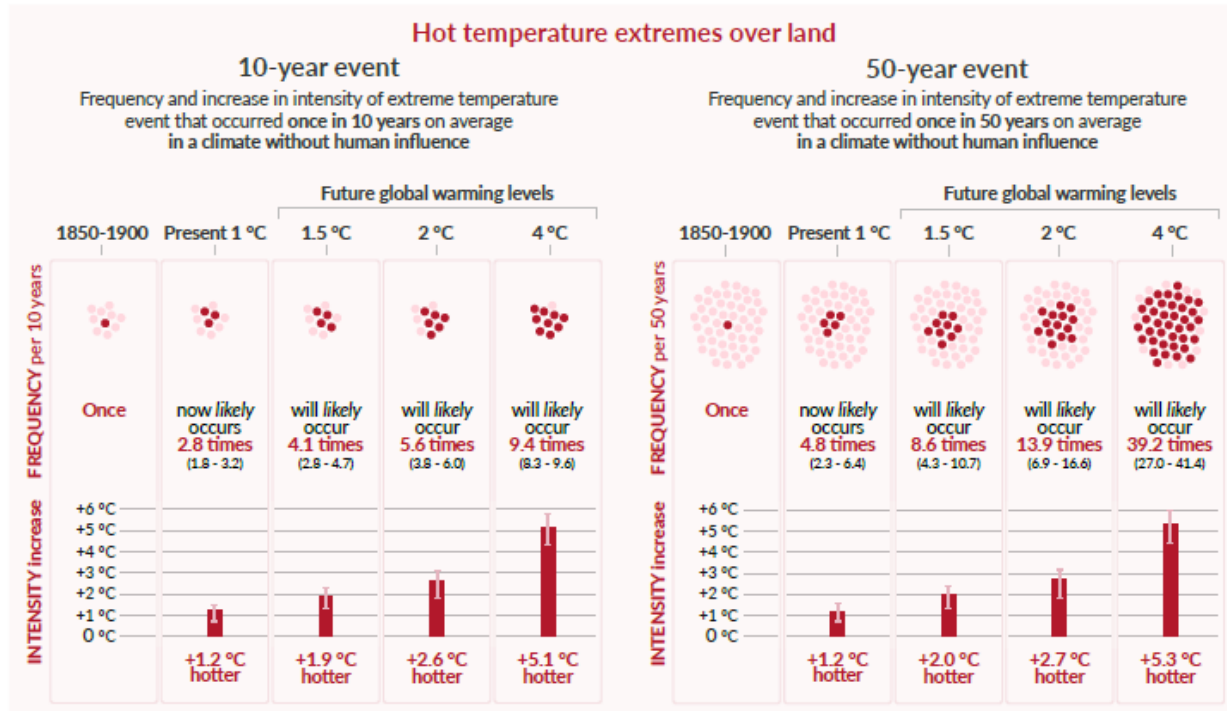 Hot temperature extremes over land
10-year event
Frequency and increase in intensity of extreme temperature
event that occurred once in 10 years on average
in a climate without human influence
Future global warming levels
1850-1900 Present 1 °C 1.5 °C 2 °C 4 °C
FREQUENCY per 10 years
Once
now likely
occurs
2.8 times
(1.8 - 3.2)
will likely
occur
4.1 times
(2.8 - 4.7)
will likely
occur
5.6 times
(3.8 - 6.0)
will likely
occur
9.4 times
(8.3 - 9.6)
INTENSITY increase
+6 °C
+5 °C
+4 °C
+3 °C
+2 °C
+1 °C
0 °C
+1.2 °C
hotter
+1.9 °C
hotter
+2.6 °C
hotter
+5.1 °C
hotter
50-year event
Frequency and increase in intensity of extreme temperature
event that occurred once in 50 years on average
in a climate without human influence
Future global warming levels
1850-1900 Present 1 °C 1.5 °C 2 °C 4 °C
FREQUENCY per 50 years
Once
now likely
occurs
4.8 times
(2.3 - 6.4)
will likely
occur
8.6 times
(4.3 - 10.7)
will likely
occur
13.9 times
(6.9 - 16.6)
will likely
occur
39.2 times
(27.0 - 41.4)
INTENSITY increase
+6 °C
+5 °C
+4 °C
+3 °C
+2 °C
+1 °C
0 °C
+1.2 °C
hotter
+2.0 °C
hotter
+2.7 °C
hotter
+5.3 °C
hotter